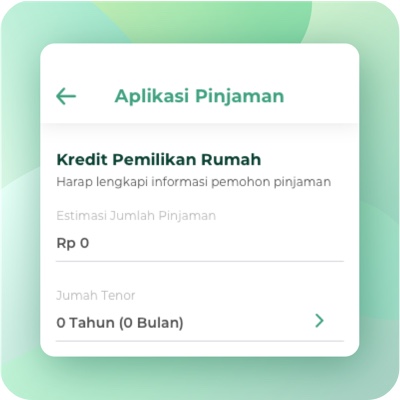 Aplikasi Pinjaman
Kredit Pemilikan Rumah
Harap lengkapi informasi pemohon pinjaman
Estimasi Jumlah Pinjaman
Rp 0
Jumah Tenor
0 Tahun (0 Bulan)